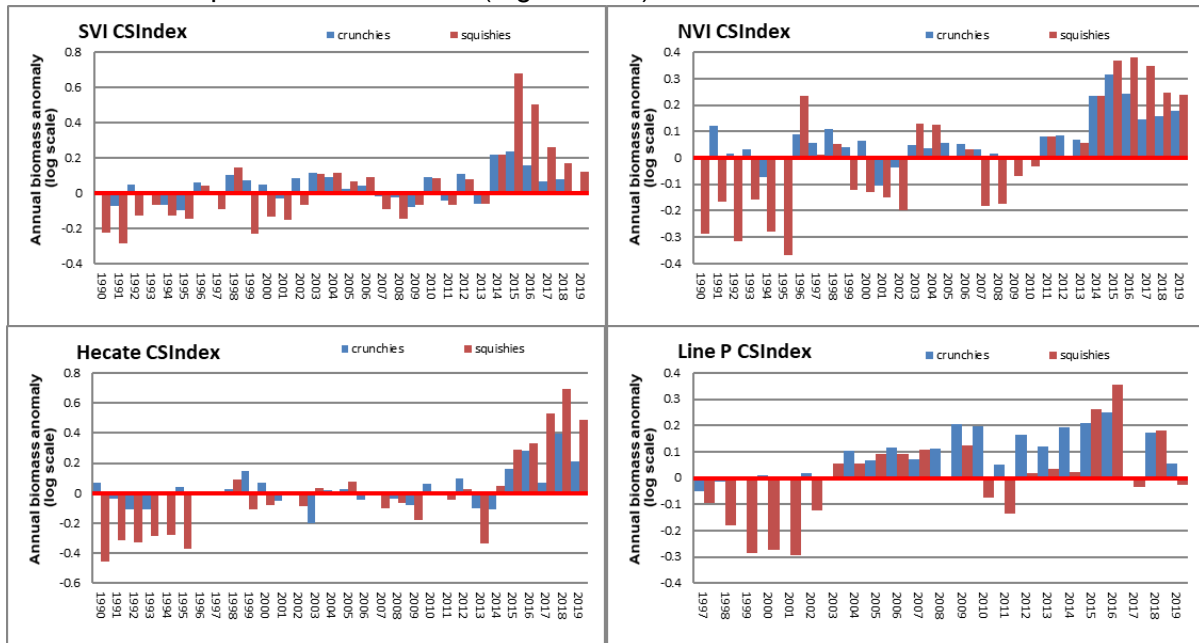 SVI CSIndex
crunchies
squishies
Annual biomass anomaly
(log scale)
0.8
0.6
0.4
0.2
0
-0.2
-0.4
1990 1991 1992 1993 1994 1995 1996 1997 1998 1999 2000 2001 2002 2003 2004 2005 2006 2007 2008 2009 2010 2011 2012 2013 2014 2015 2016 2017 2018 2019
NVI CSIndex
crunchies
squishies
Annual biomass anomaly
(log scale)
0.4
0.3
0.2
0.1
0
-0.1
-0.2
-0.3
-0.4
1990 1991 1992 1993 1994 1995 1996 1997 1998 1999 2000 2001 2002 2003 2004 2005 2006 2007 2008 2009 2010 2011 2012 2013 2014 2015 2016 2017 2018 2019
Hecate CSIndex
crunchies
squishies
Annual biomass anomaly
(log scale)
0.8
0.6
0.4
0.2
0
-0.2
-0.4
-0.6
1990 1991 1992 1993 1994 1995 1996 1997 1998 1999 2000 2001 2002 2003 2004 2005 2006 2007 2008 2009 2010 2011 2012 2013 2014 2015 2016 2017 2018 2019
Line P CSIndex
crunchies
squishies
Annual biomass anomaly
(log scale)
0.4
0.3
0.2
0.1
0
-0.1
-0.2
-0.3
-0.4
1997 1998 1999 2000 2001 2002 2003 2004 2005 2006 2007 2008 2009 2010 2011 2012 2013 2014 2015 2016 2017 2018 2019